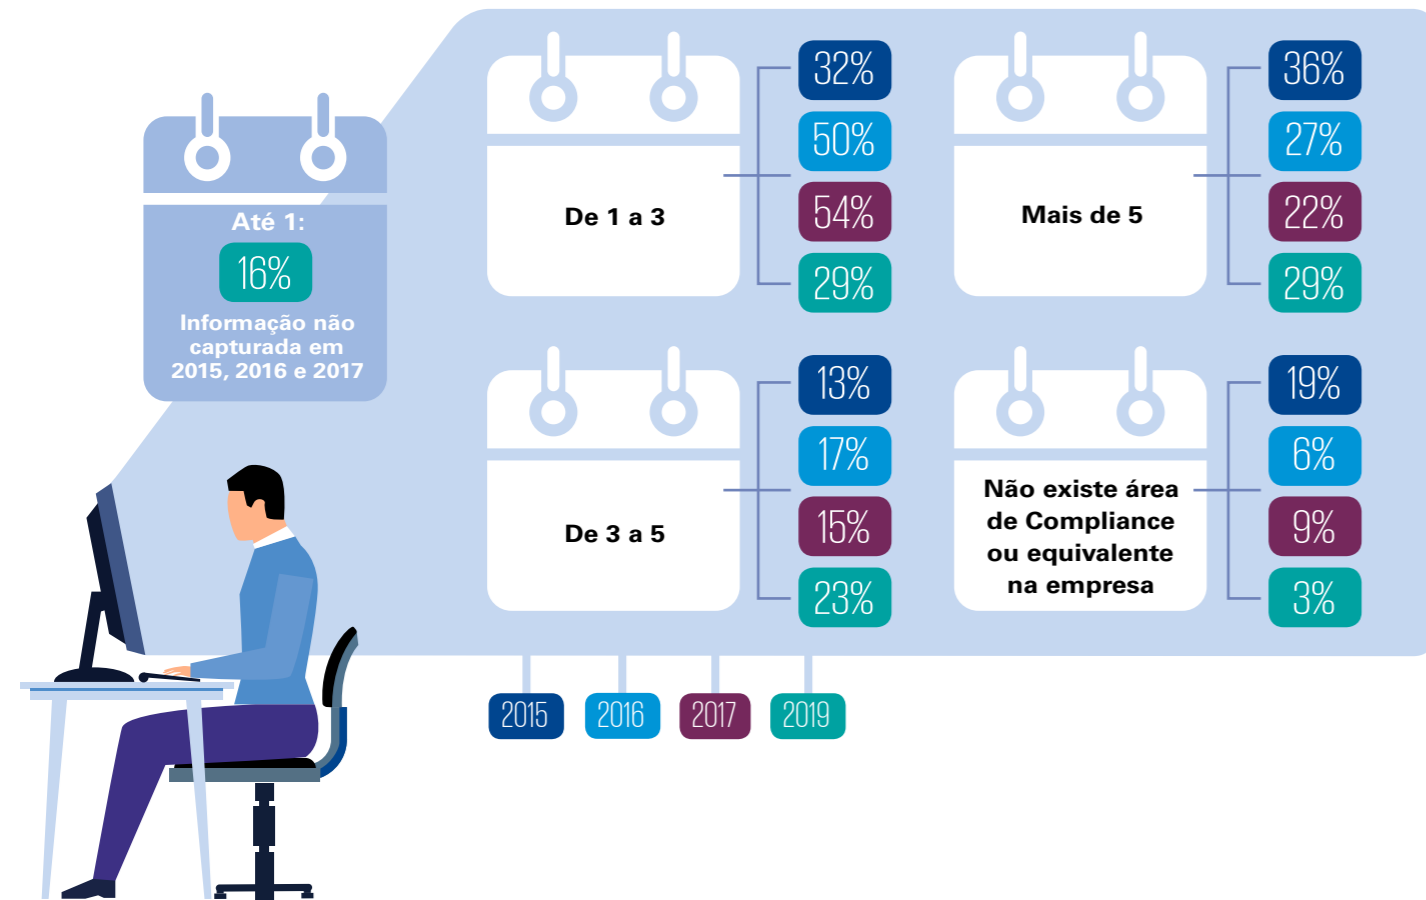 Até 1:
16%
Informação não
capturada em
2015, 2016 e 2017
De 1 a 3
32%
50%
54%
29%
Mais de 5
36%
27%
22%
29%
De 3 a 5
13%
17%
15%
23%
Não existe área
de Compliance
ou equivalente
na empresa
19%
6%
9%
3%
2015
2016
2017
2019